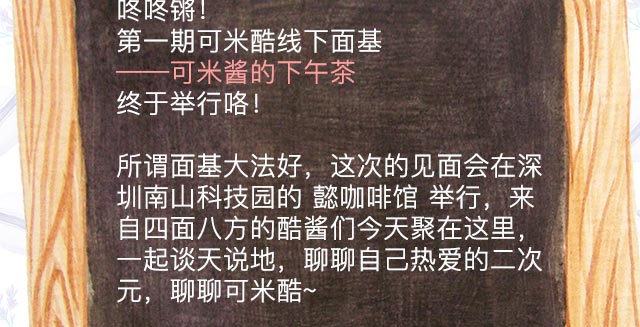 咚咚锵！
第一期可米酷线下面基
——可米酱的下午茶
终于举行咯！
所谓面基大法好，这次的见面会在深
圳南山科技园的 懿咖啡馆 举行，来
自四面八方的酷酱们今天聚在这里，
一起谈天说地，聊聊自己热爱的二次
元，聊聊可米酷~